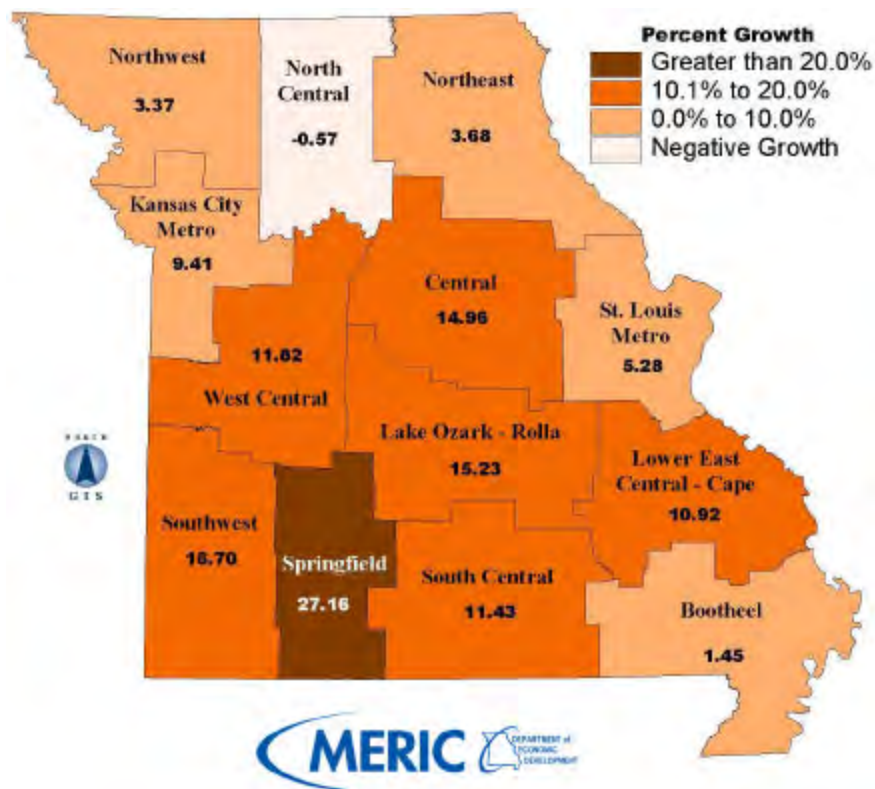 Percent Growth
Greater than 20.0%
10.1% to 20.0%
0.0% to 10.0%
Negative Growth
Northwest
3.37
North
Central
-0.57
Northeast
3.68
Kansas City
Metro
9.41
Central
14.96
St. Louis
Metro
5.28
11.82
West Central
Lake Ozark - Rolla
15.23
Lower East
Central - Cape
10.92
Southwest
16.70
Springfield
27.16
South Central
11.43
Bootheel
1.45
GIS
MERIC
DEPARTMENT of
ECONOMIC
DEVELOPMENT